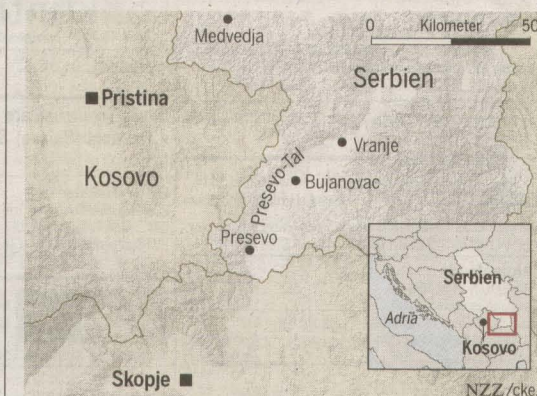 0 Kilometer 50
Medvedja
Serbien
Pristina
Vranje
Presevo-Tal
Kosovo
Bujanovac
Presevo
Serbien
Adria
Kosovo
Skopje
NZZ/cke.